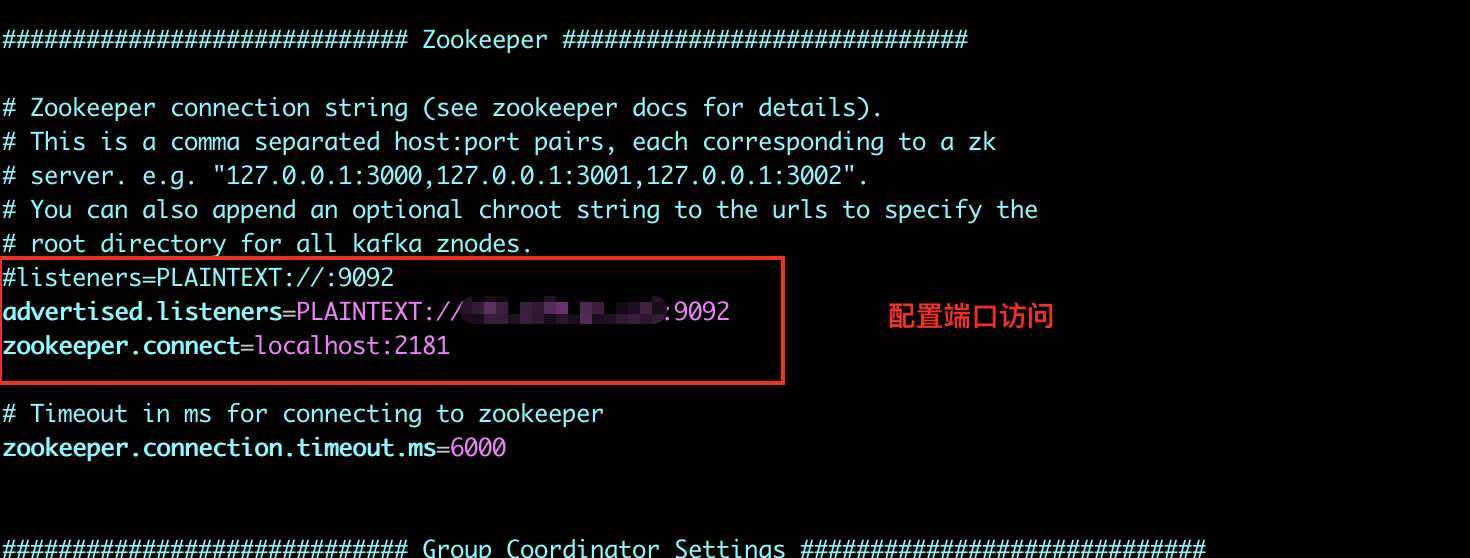 ############################# Zookeeper #############################
# Zookeeper connection string (see zookeeper docs for details).
# This is a comma separated host:port pairs, each corresponding to a zk
# server. e.g. "127.0.0.1:3000,127.0.0.1:3001,127.0.0.1:3002".
# You can also append an optional chroot string to the urls to specify the
# root directory for all kafka znodes.
#listeners=PLAINTEXT://:9092
advertised.listeners=PLAINTEXT:// :9092
配置端口访问
zookeeper.connect=localhost:2181
# Timeout in ms for connecting to zookeeper
zookeeper.connection.timeout.ms=6000
############################# Group Coordinator Settings #############################